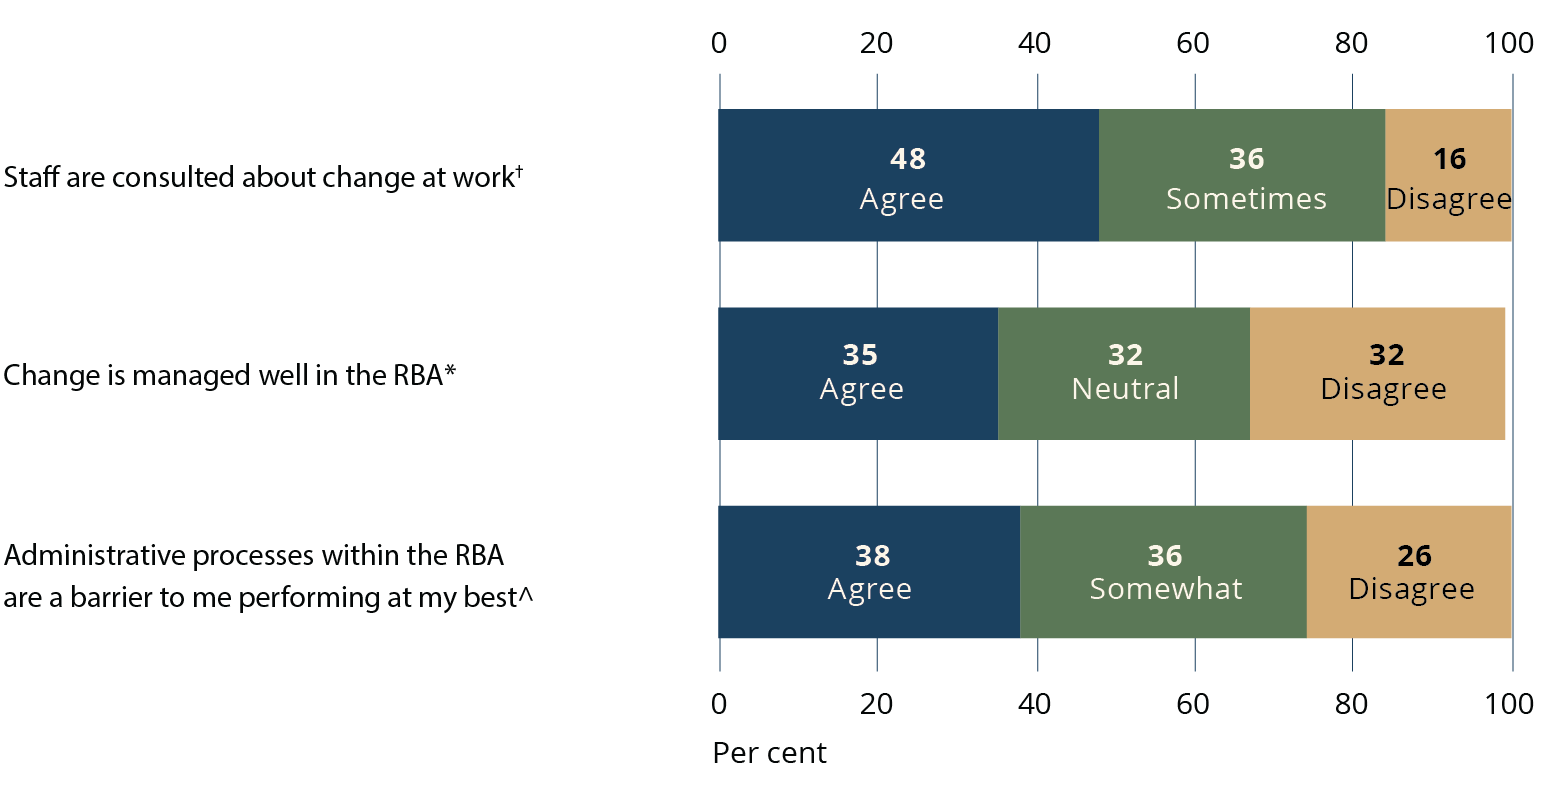 0 20 40 60 80 100
Staff are consulted about change at work†
48 36 16
Agree Sometimes Disagree
Change is managed well in the RBA*
35 32 32
Agree Neutral Disagree
Administrative processes within the RBA
are a barrier to me performing at my best^
38 36 26
Agree Somewhat Disagree
0 20 40 60 80 100
Per cent